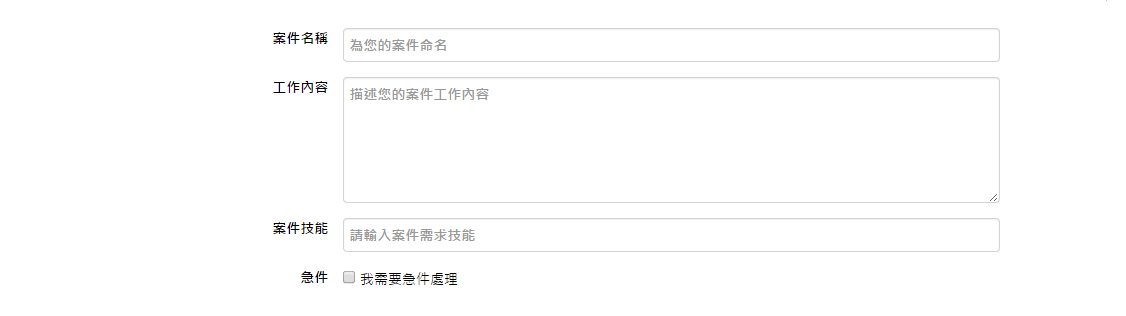 案件名稱
為您的案件命名
工作內容
描述您的案件工作內容
案件技能
請輸入案件需求技能
急件
我需要急件處理